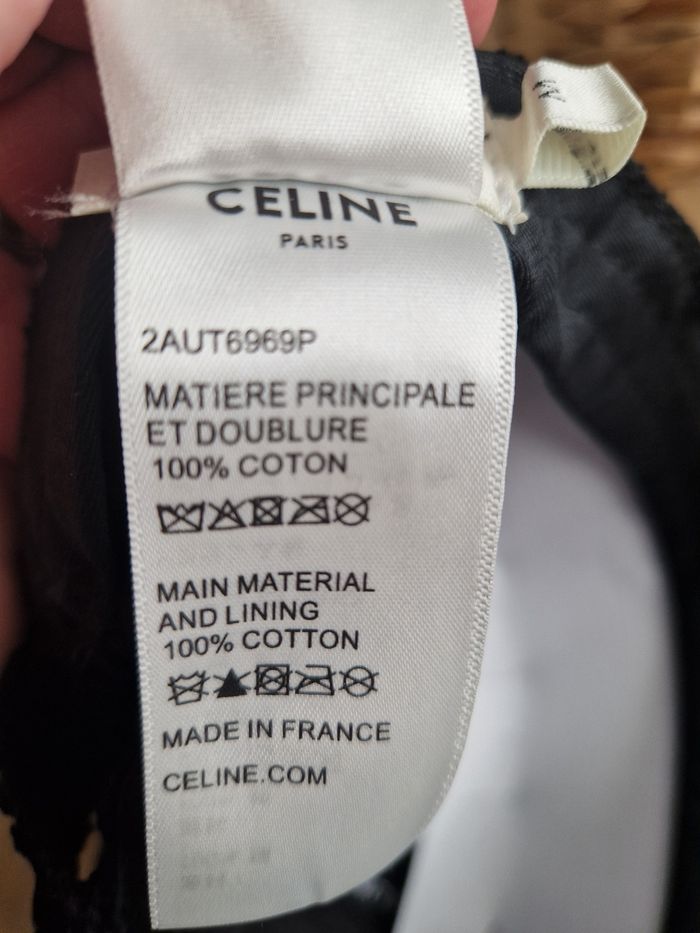 CELINE
PARIS
2AUT6969P
MATIERE PRINCIPALE
ET DOUBLURE
100% COTON
MAIN MATERIAL
AND LINING
100% COTTON
MADE IN FRANCE
CELINE.COM
M